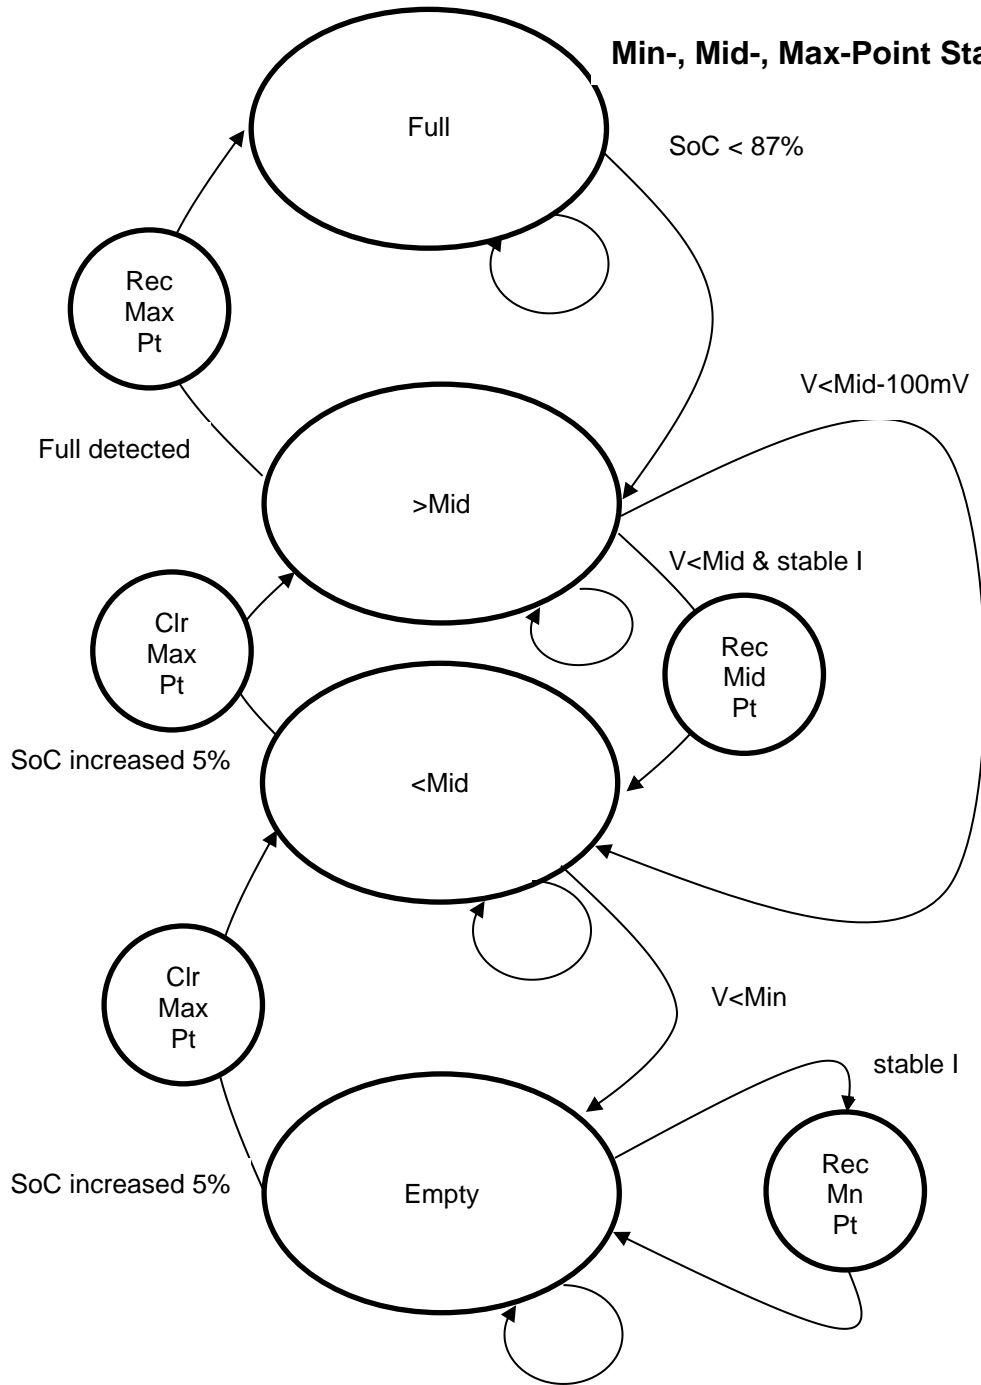 Min-, Mid-, Max-Point Sta
Full
SoC < 87%
Rec
Max
Pt
V<Mid-100mV
Full detected
>Mid
V<Mid & stable I
Clr
Max
Pt
Rec
Mid
Pt
SoC increased 5%
<Mid
Clr
Max
Pt
V<Min
stable I
SoC increased 5%
Empty
Rec
Mn
Pt